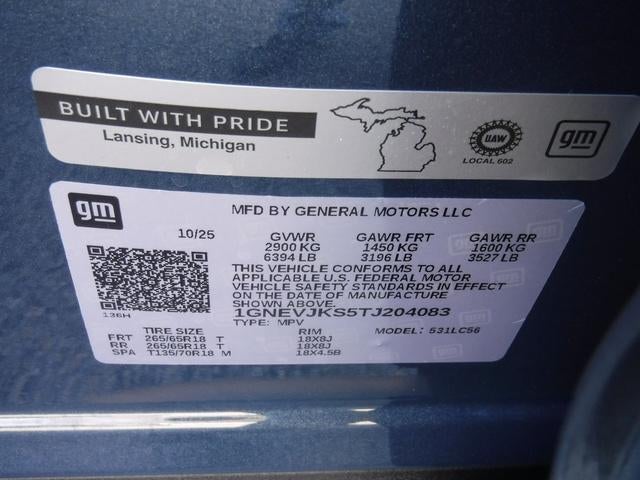 BUILT WITH PRIDE
Lansing, Michigan
UAW
LOCAL 602
gm
gm
MFD BY GENERAL MOTORS LLC
10/25 GVWR GAWR FRT GAWR RR
2900 KG 1450 KG 1600 KG
6394 LB 3196 LB 3527 LB
THIS VEHICLE CONFORMS TO ALL
APPLICABLE U.S. FEDERAL MOTOR
VEHICLE SAFETY STANDARDS IN EFFECT
ON THE DATE OF MANUFACTURE
SHOWN ABOVE.
136H
1GNEVJKS5TJ204083
TYPE: MPV MODEL: 531LC56
TIRE SIZE RIM
FRT 265/65R18 T 18X8J
RR 265/65R18 T 18X8J
SPA T135/70R18 M 18X4.5B